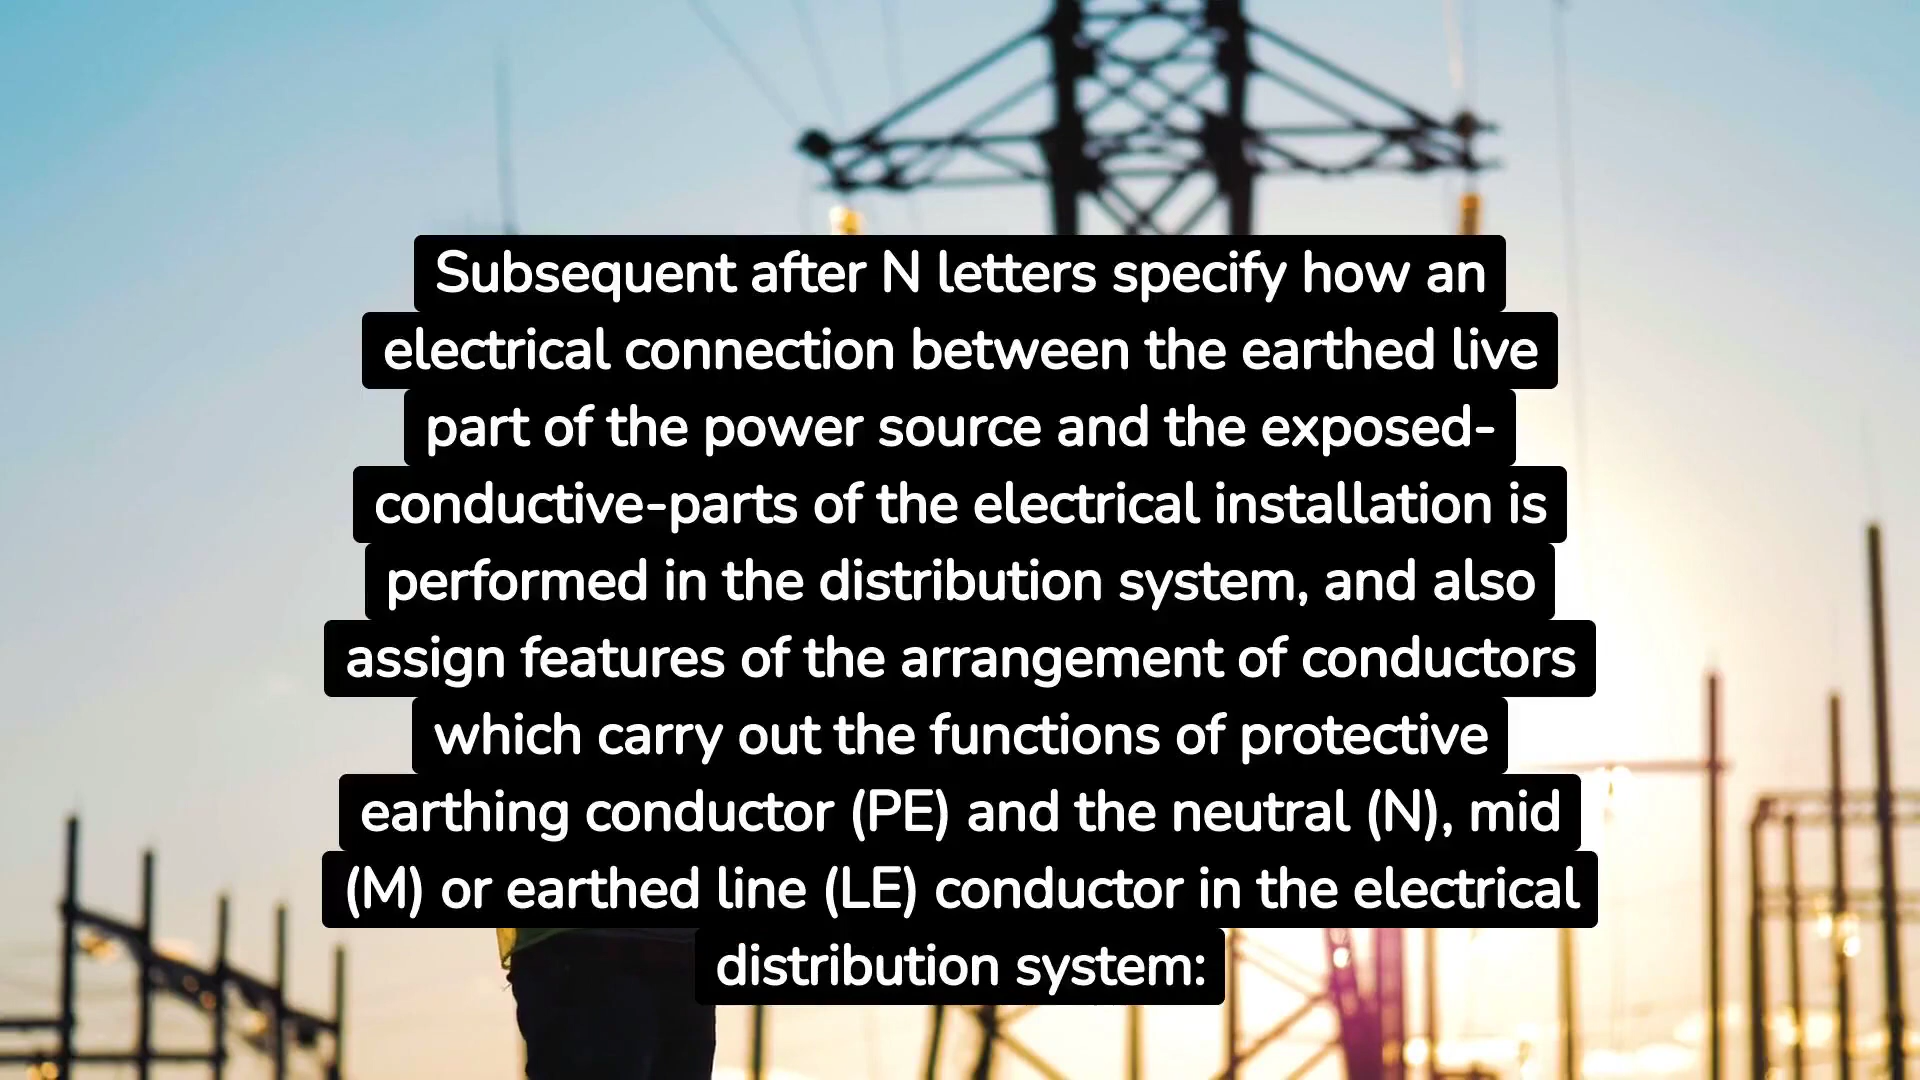 Subsequent after N letters specify how an
electrical connection between the earthed live
part of the power source and the exposed-
conductive-parts of the electrical installation is
performed in the distribution system, and also
assign features of the arrangement of conductors
which carry out the functions of protective
earthing conductor (PE) and the neutral (N), mid
(M) or earthed line (LE) conductor in the electrical
distribution system: